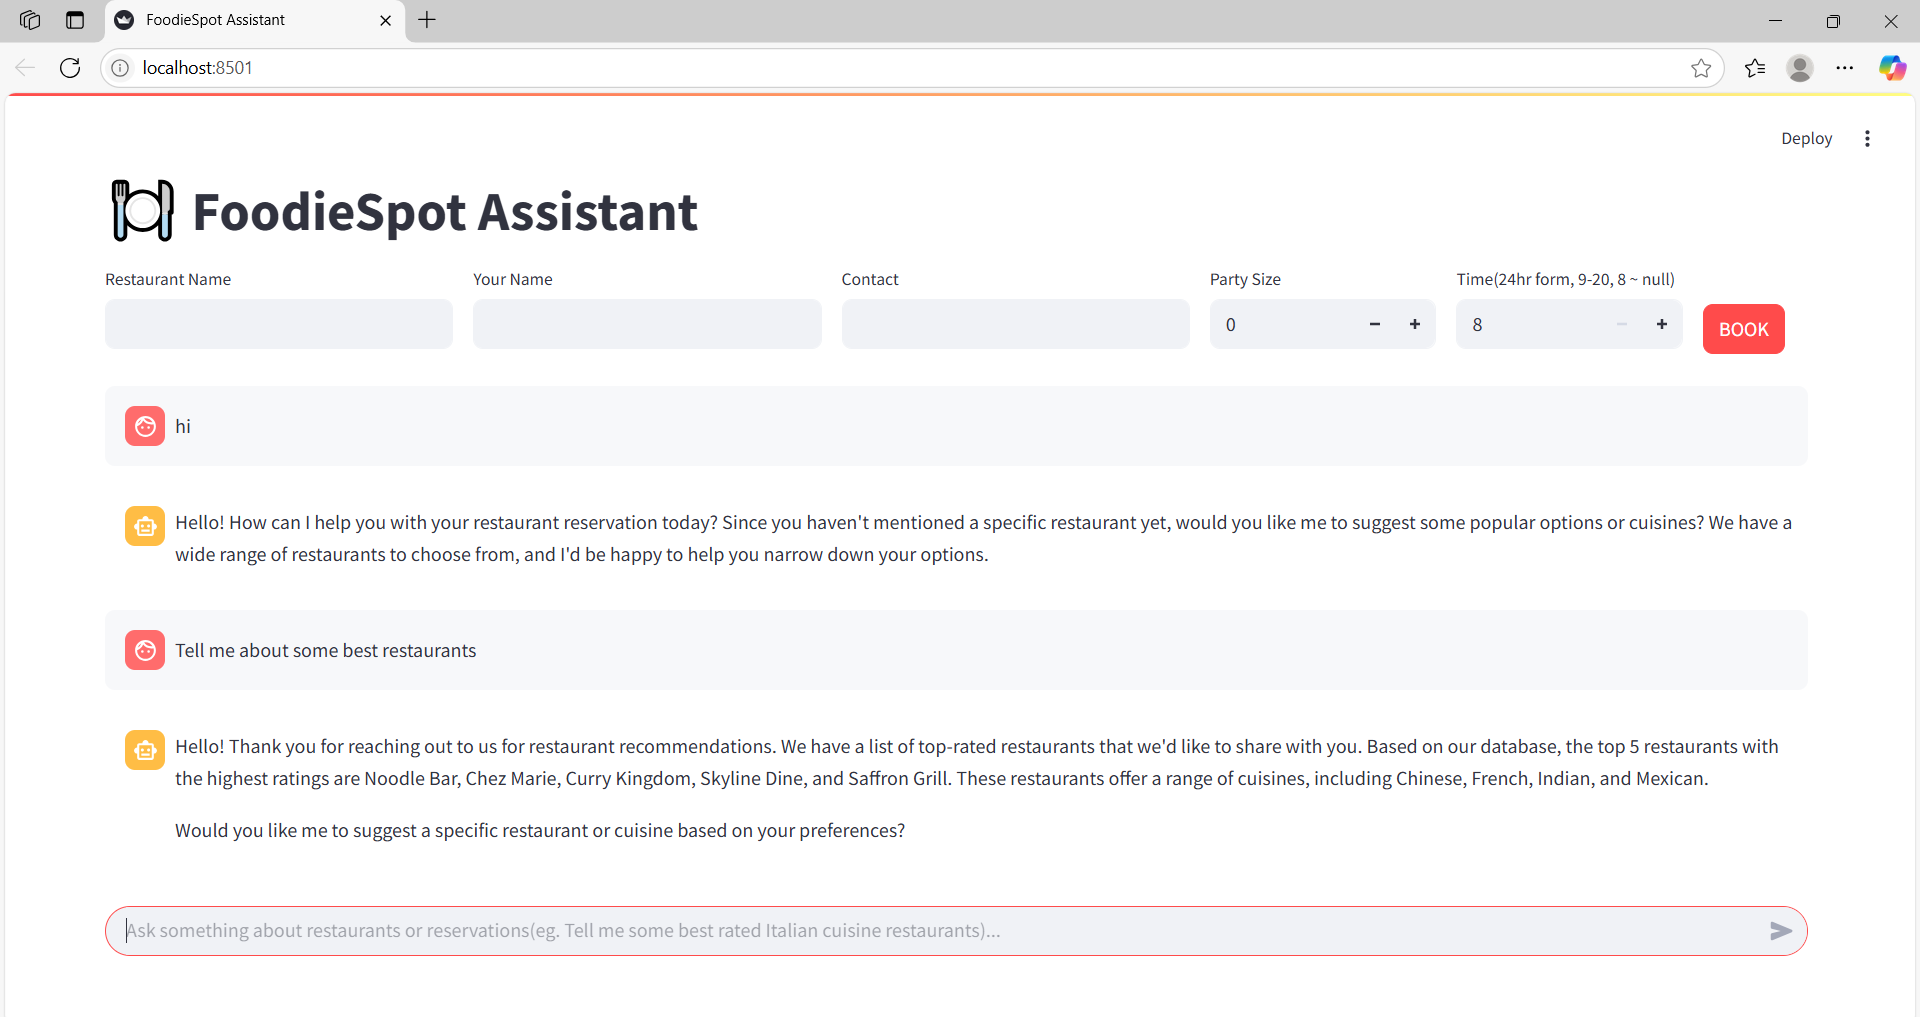 FoodieSpot Assistant
localhost:8501
Deploy
FoodieSpot Assistant
Restaurant Name
Your Name
Contact
Party Size
Time(24hr form, 9-20, 8 ~ null)
0
8
BOOK
hi
Hello! How can I help you with your restaurant reservation today? Since you haven't mentioned a specific restaurant yet, would you like me to suggest some popular options or cuisines? We have a
wide range of restaurants to choose from, and I'd be happy to help you narrow down your options.
Tell me about some best restaurants
Hello! Thank you for reaching out to us for restaurant recommendations. We have a list of top-rated restaurants that we'd like to share with you. Based on our database, the top 5 restaurants with
the highest ratings are Noodle Bar, Chez Marie, Curry Kingdom, Skyline Dine, and Saffron Grill. These restaurants offer a range of cuisines, including Chinese, French, Indian, and Mexican.
Would you like me to suggest a specific restaurant or cuisine based on your preferences?
Ask something about restaurants or reservations(eg. Tell me some best rated Italian cuisine restaurants)...